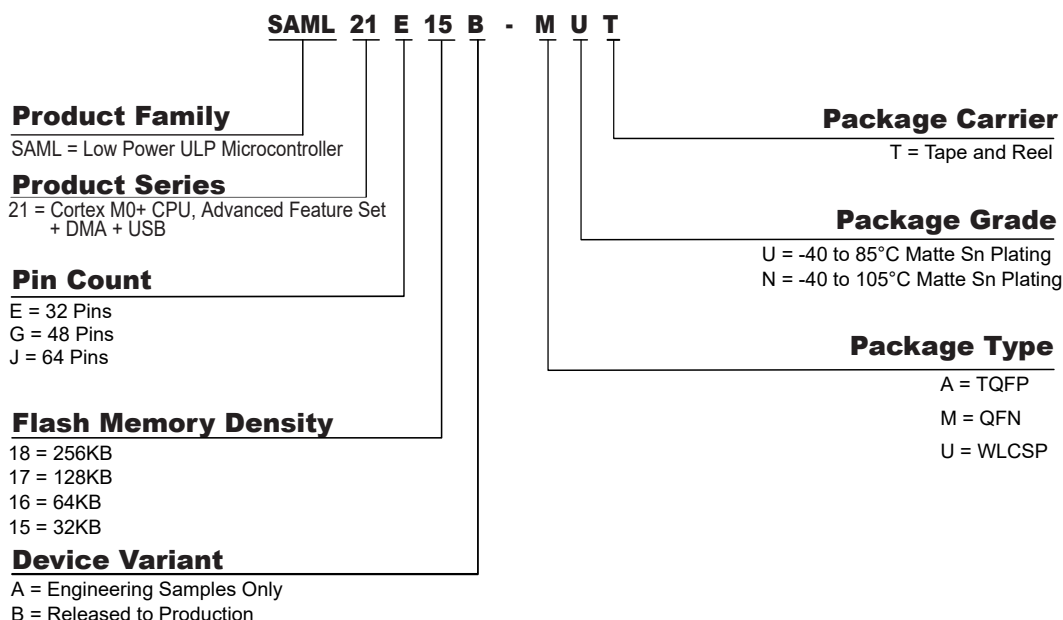 SAML 21 E 15 B - M U T
Product Family
SAML = Low Power ULP Microcontroller
Product Series
21 = Cortex M0+ CPU, Advanced Feature Set
+ DMA + USB
Pin Count
E = 32 Pins
G = 48 Pins
J = 64 Pins
Flash Memory Density
18 = 256KB
17 = 128KB
16 = 64KB
15 = 32KB
Device Variant
A = Engineering Samples Only
B = Released to Production
Package Carrier
T = Tape and Reel
Package Grade
U = -40 to 85°C Matte Sn Plating
N = -40 to 105°C Matte Sn Plating
Package Type
A = TQFP
M = QFN
U = WLCSP